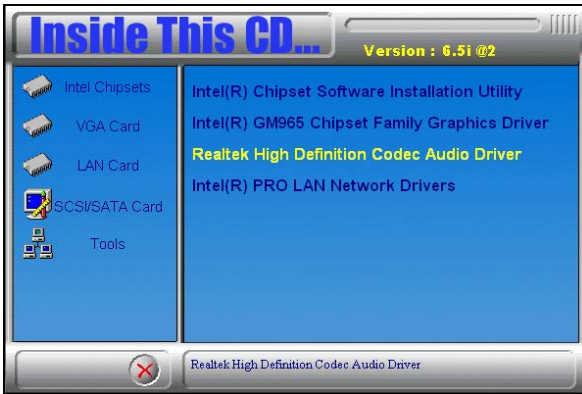 Inside This CD...
Version : 6.5i @2
Intel Chipsets
VGA Card
LAN Card
SCSI/SATA Card
Tools
Intel(R) Chipset Software Installation Utility
Intel(R) GM965 Chipset Family Graphics Driver
Realtek High Definition Codec Audio Driver
Intel(R) PRO LAN Network Drivers
Realtek High Definition Codec Audio Driver